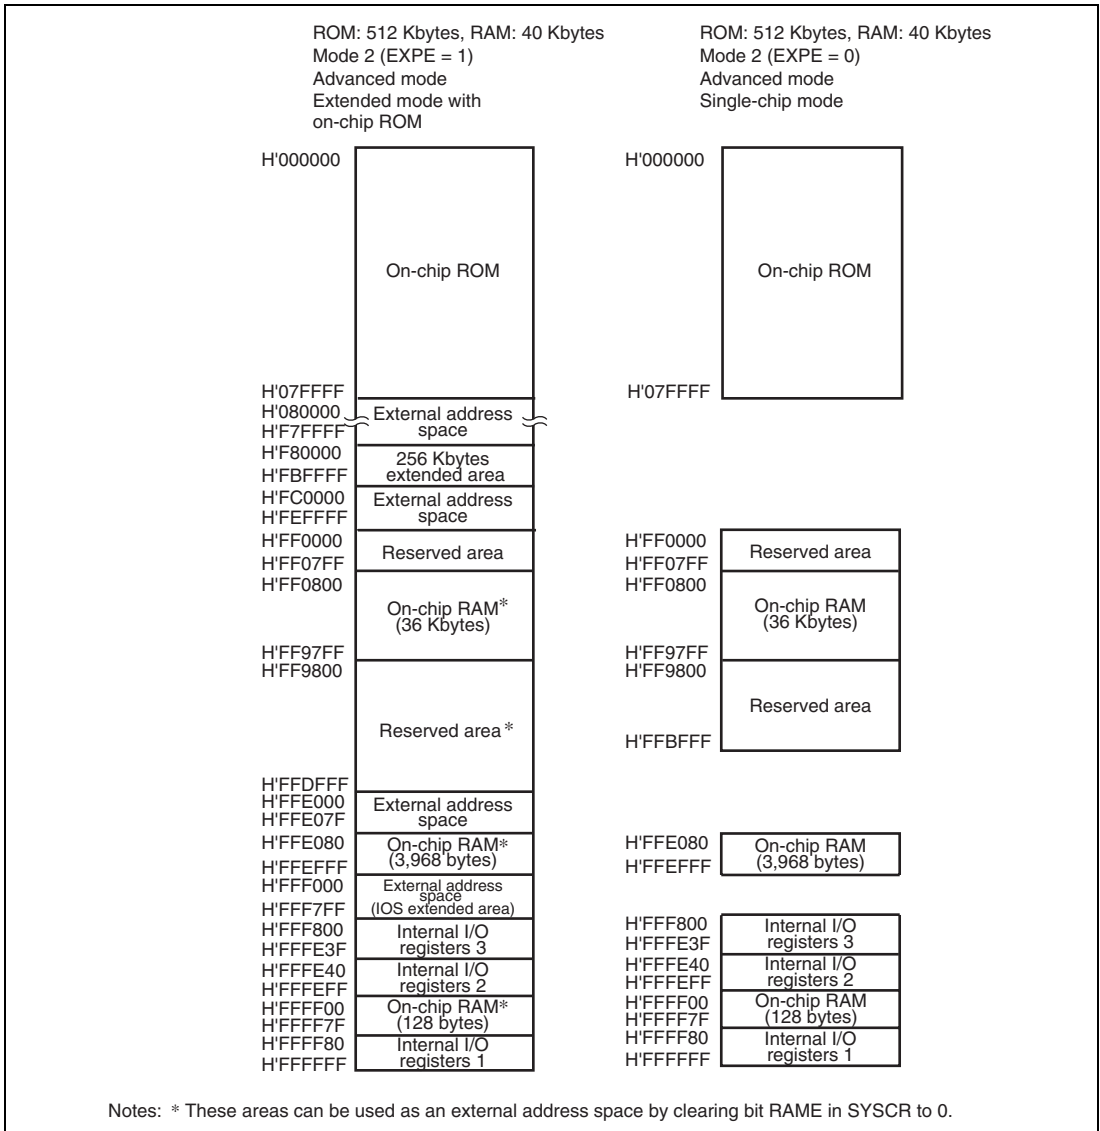 ROM: 512 Kbytes, RAM: 40 Kbytes
Mode 2 (EXPE = 1)
Advanced mode
Extended mode with
on-chip ROM
H'000000
On-chip ROM
H'07FFFF
H'080000
External address
space
H'F7FFFF
H'F80000
256 Kbytes
extended area
H'FBFFFF
H'FC0000
External address
space
H'FEFFFF
H'FF0000
Reserved area
H'FF07FF
H'FF0800
On-chip RAM*
(36 Kbytes)
H'FF97FF
H'FF9800
Reserved area*
H'FFDFFF
H'FFE000
External address
space
H'FFE07F
H'FFE080
On-chip RAM*
(3,968 bytes)
H'FFEFFF
H'FFF000
External address
space
(IOS extended area)
H'FFF7FF
H'FFF800
Internal I/O
registers 3
H'FFFE3F
H'FFFE40
Internal I/O
registers 2
H'FFFEFF
H'FFFF00
On-chip RAM*
(128 bytes)
H'FFFF7F
H'FFFF80
Internal I/O
registers 1
H'FFFFFF
ROM: 512 Kbytes, RAM: 40 Kbytes
Mode 2 (EXPE = 0)
Advanced mode
Single-chip mode
H'000000
On-chip ROM
H'07FFFF
H'FF0000
Reserved area
H'FF07FF
H'FF0800
On-chip RAM
(36 Kbytes)
H'FF97FF
H'FF9800
Reserved area
H'FFBFFF
H'FFE080
On-chip RAM
(3,968 bytes)
H'FFEFFF
H'FFF800
Internal I/O
registers 3
H'FFFE3F
H'FFFE40
Internal I/O
registers 2
H'FFFEFF
H'FFFF00
On-chip RAM
(128 bytes)
H'FFFF7F
H'FFFF80
Internal I/O
registers 1
H'FFFFFF
Notes: * These areas can be used as an external address space by clearing bit RAME in SYSCR to 0.